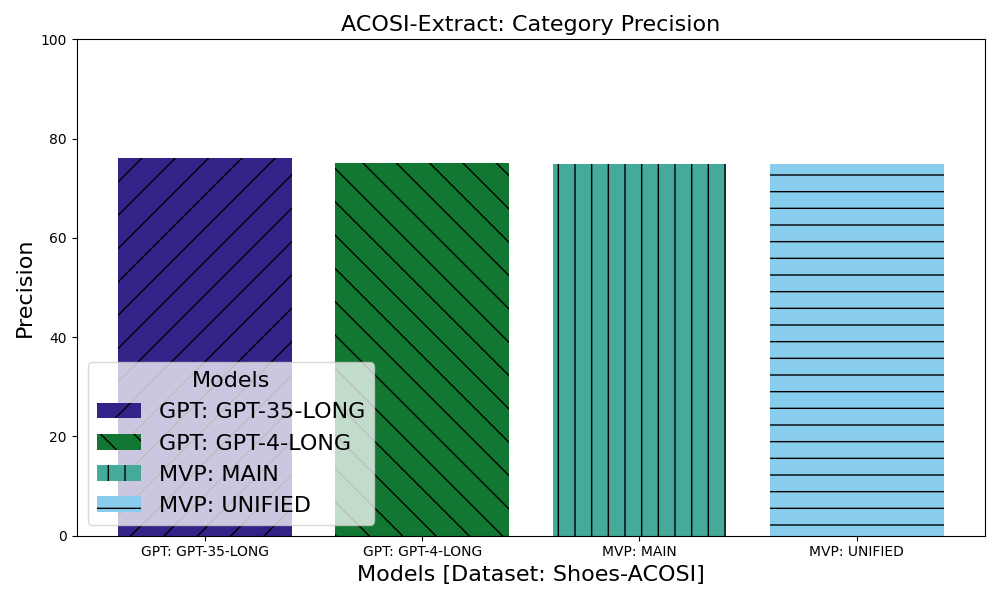 ACOSI-Extract: Category Precision
100
80
60
40
20
0
Precision
Models
GPT: GPT-35-LONG
GPT: GPT-4-LONG
MVP: MAIN
MVP: UNIFIED
GPT: GPT-35-LONG
GPT: GPT-4-LONG
MVP: MAIN
MVP: UNIFIED
Models [Dataset: Shoes-ACOSI]